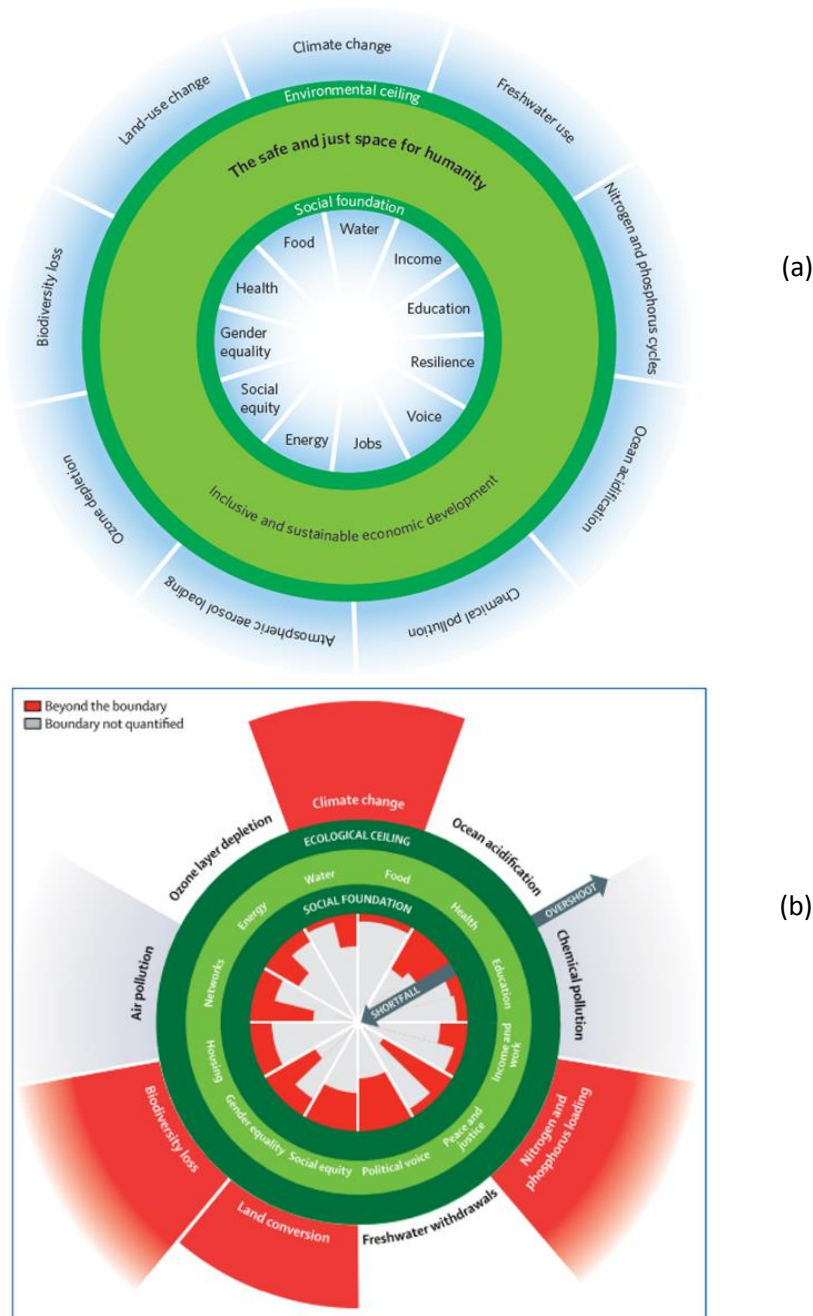 Climate change
Freshwater use
Nitrogen and phosphorus cycles
Ocean acidification
Chemical pollution
Atmospheric aerosol loading
Ozone depletion
Biodiversity loss
Land-use change
Environmental ceiling
The safe and just space for humanity
Social foundation
Water
Income
Education
Resilience
Voice
Jobs
Energy
Social
equity
Gender
equality
Health
Food
Inclusive and sustainable economic development
(a)
Beyond the boundary
Boundary not quantified
Climate change
Ocean acidification
OVERSHOOT
Chemical pollution
Nitrogen and
phosphorus loading
Freshwater withdrawals
Land conversion
Biodiversity loss
Air pollution
Ozone layer depletion
ECOLOGICAL CEILING
Water
Food
Health
Education
Income and
work
Peace and
justice
Political voice
Social equity
Gender equality
Housing
Networks
Energy
SOCIAL FOUNDATION
SHORTFALL
(b)